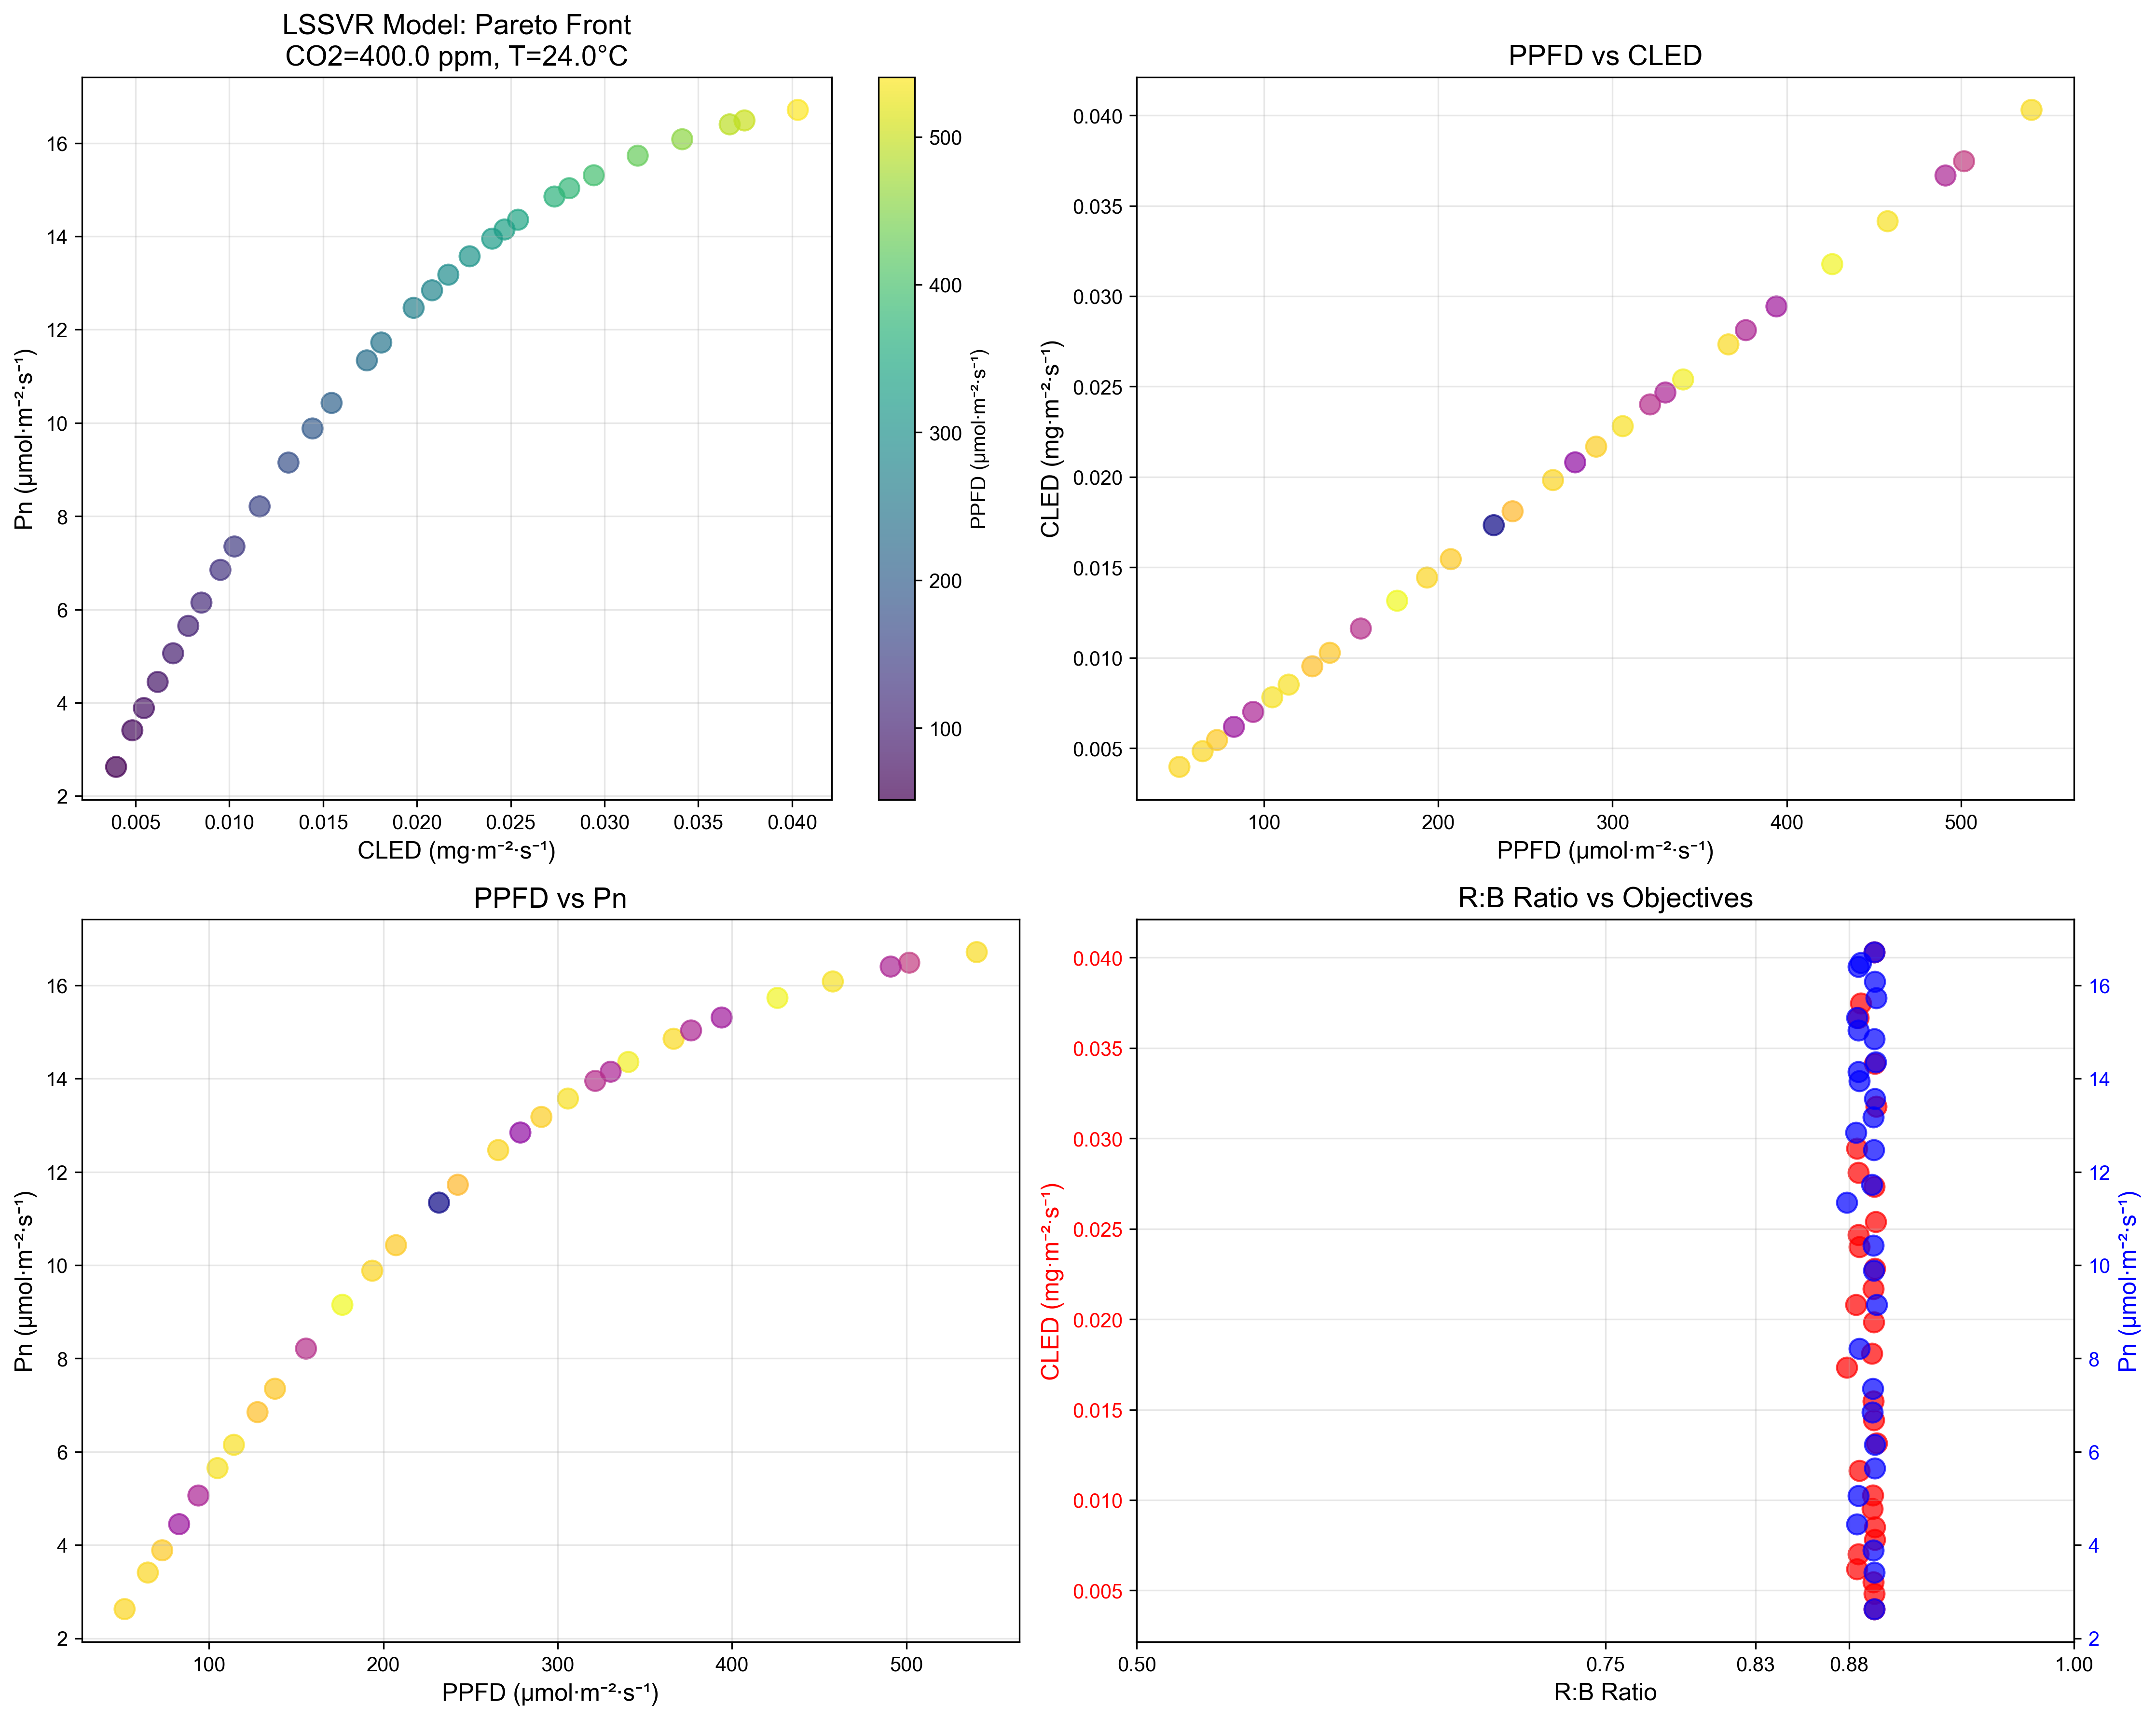 LSSVR Model: Pareto Front
CO2=400.0 ppm, T=24.0°C
Pn (μmol·m⁻²·s⁻¹)
16
14
12
10
8
6
4
2
0.005 0.010 0.015 0.020 0.025 0.030 0.035 0.040
CLED (mg·m⁻²·s⁻¹)
500
400
300
200
100
PPFD (μmol·m⁻²·s⁻¹)
PPFD vs CLED
CLED (mg·m⁻²·s⁻¹)
0.040
0.035
0.030
0.025
0.020
0.015
0.010
0.005
100 200 300 400 500
PPFD (μmol·m⁻²·s⁻¹)
PPFD vs Pn
Pn (μmol·m⁻²·s⁻¹)
16
14
12
10
8
6
4
2
100 200 300 400 500
PPFD (μmol·m⁻²·s⁻¹)
R:B Ratio vs Objectives
CLED (mg·m⁻²·s⁻¹)
0.040
0.035
0.030
0.025
0.020
0.015
0.010
0.005
0.50 0.75 0.83 0.88 1.00
R:B Ratio
16
14
12
10
8
6
4
2
Pn (μmol·m⁻²·s⁻¹)